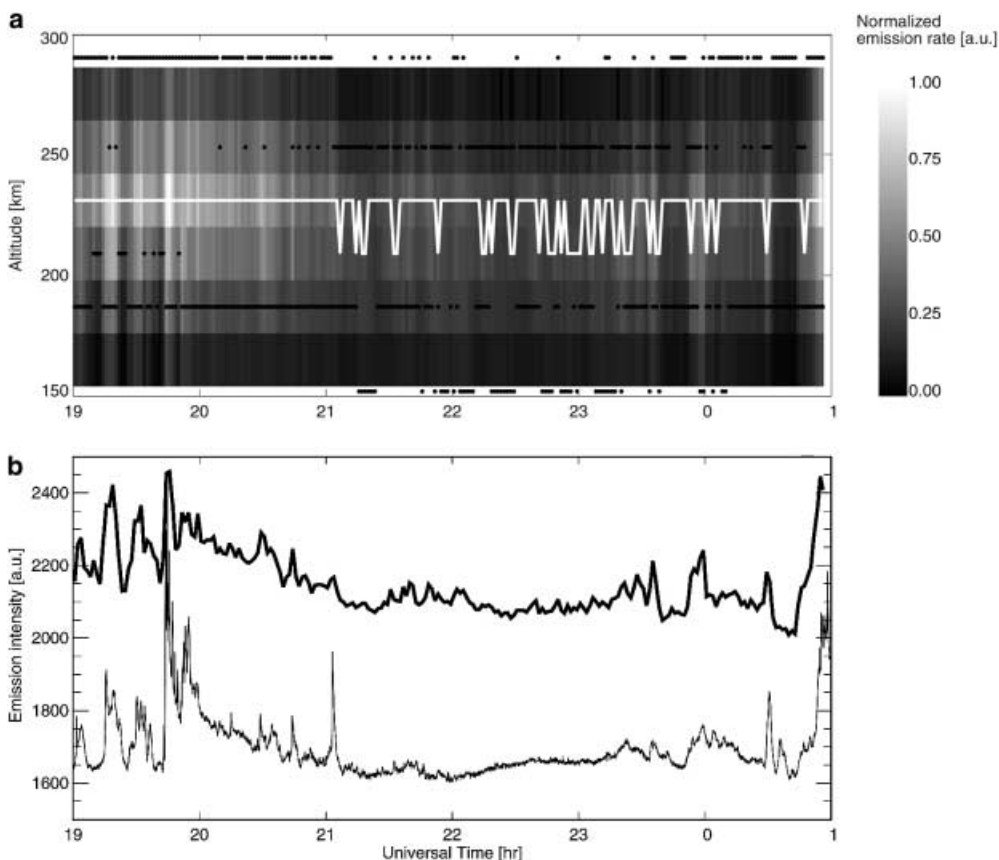 a
Normalized
emission rate [a.u.]
300
250
200
150
Altitude [km]
19 20 21 22 23 0 1
1.00
0.75
0.50
0.25
0.00
b
2400
2200
2000
1800
1600
Emission intensity [a.u.]
19 20 21 22 23 0 1
Universal Time [hr]